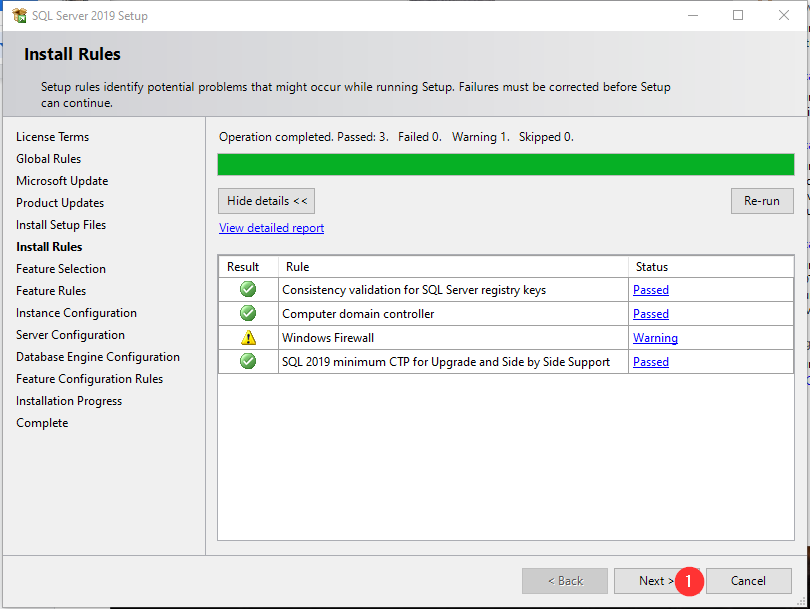 SQL Server 2019 Setup
Install Rules
Setup rules identify potential problems that might occur while running Setup. Failures must be corrected before Setup
can continue.
License Terms
Global Rules
Microsoft Update
Product Updates
Install Setup Files
Install Rules
Feature Selection
Feature Rules
Instance Configuration
Server Configuration
Database Engine Configuration
Feature Configuration Rules
Installation Progress
Complete
Operation completed. Passed: 3. Failed 0. Warning 1. Skipped 0.
Hide details <<
Re-run
View detailed report
Result Rule Status
Consistency validation for SQL Server registry keys Passed
Computer domain controller Passed
Windows Firewall Warning
SQL 2019 minimum CTP for Upgrade and Side by Side Support Passed
< Back
Next >
1
Cancel